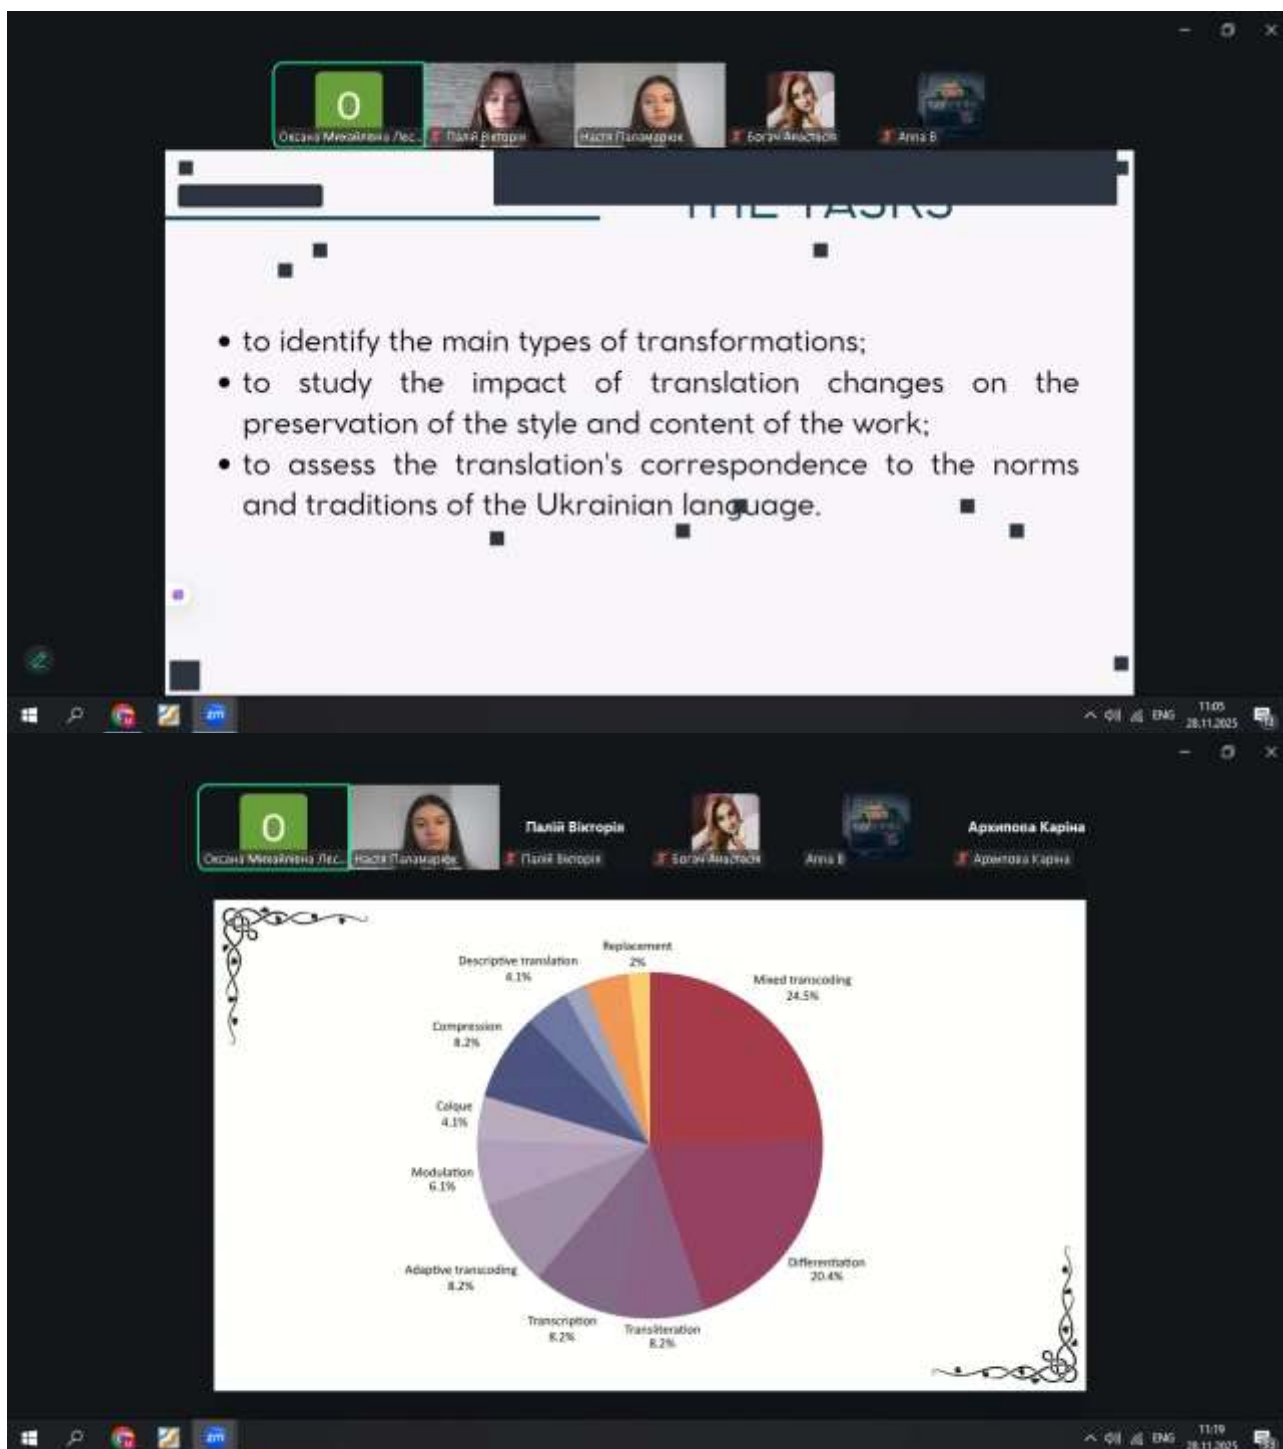 O
Оксана Михайлівна Лес...
Палій Вікторія
Настя Паламарюк
Богач Анастасія
Anna B
THE TASKS
• to identify the main types of transformations;
• to study the impact of translation changes on the
preservation of the style and content of the work;
• to assess the translation's correspondence to the norms
and traditions of the Ukrainian language.
zm
ENG
11:05
28.11.2025
O
Палій Вікторія
Архипова Каріна
Оксана Михайлівна Лес...
Настя Паламарюк
Палій Вікторія
Богач Анастасія
Anna B
Архипова Каріна
Replacement
2%
Descriptive translation
4.1%
Mixed transcoding
24.5%
Compression
8.2%
Calque
4.1%
Modulation
6.1%
Differentiation
20.4%
Adaptive transcoding
8.2%
Transcription
8.2%
Transliteration
8.2%
zm
ENG
11:19
28.11.2025